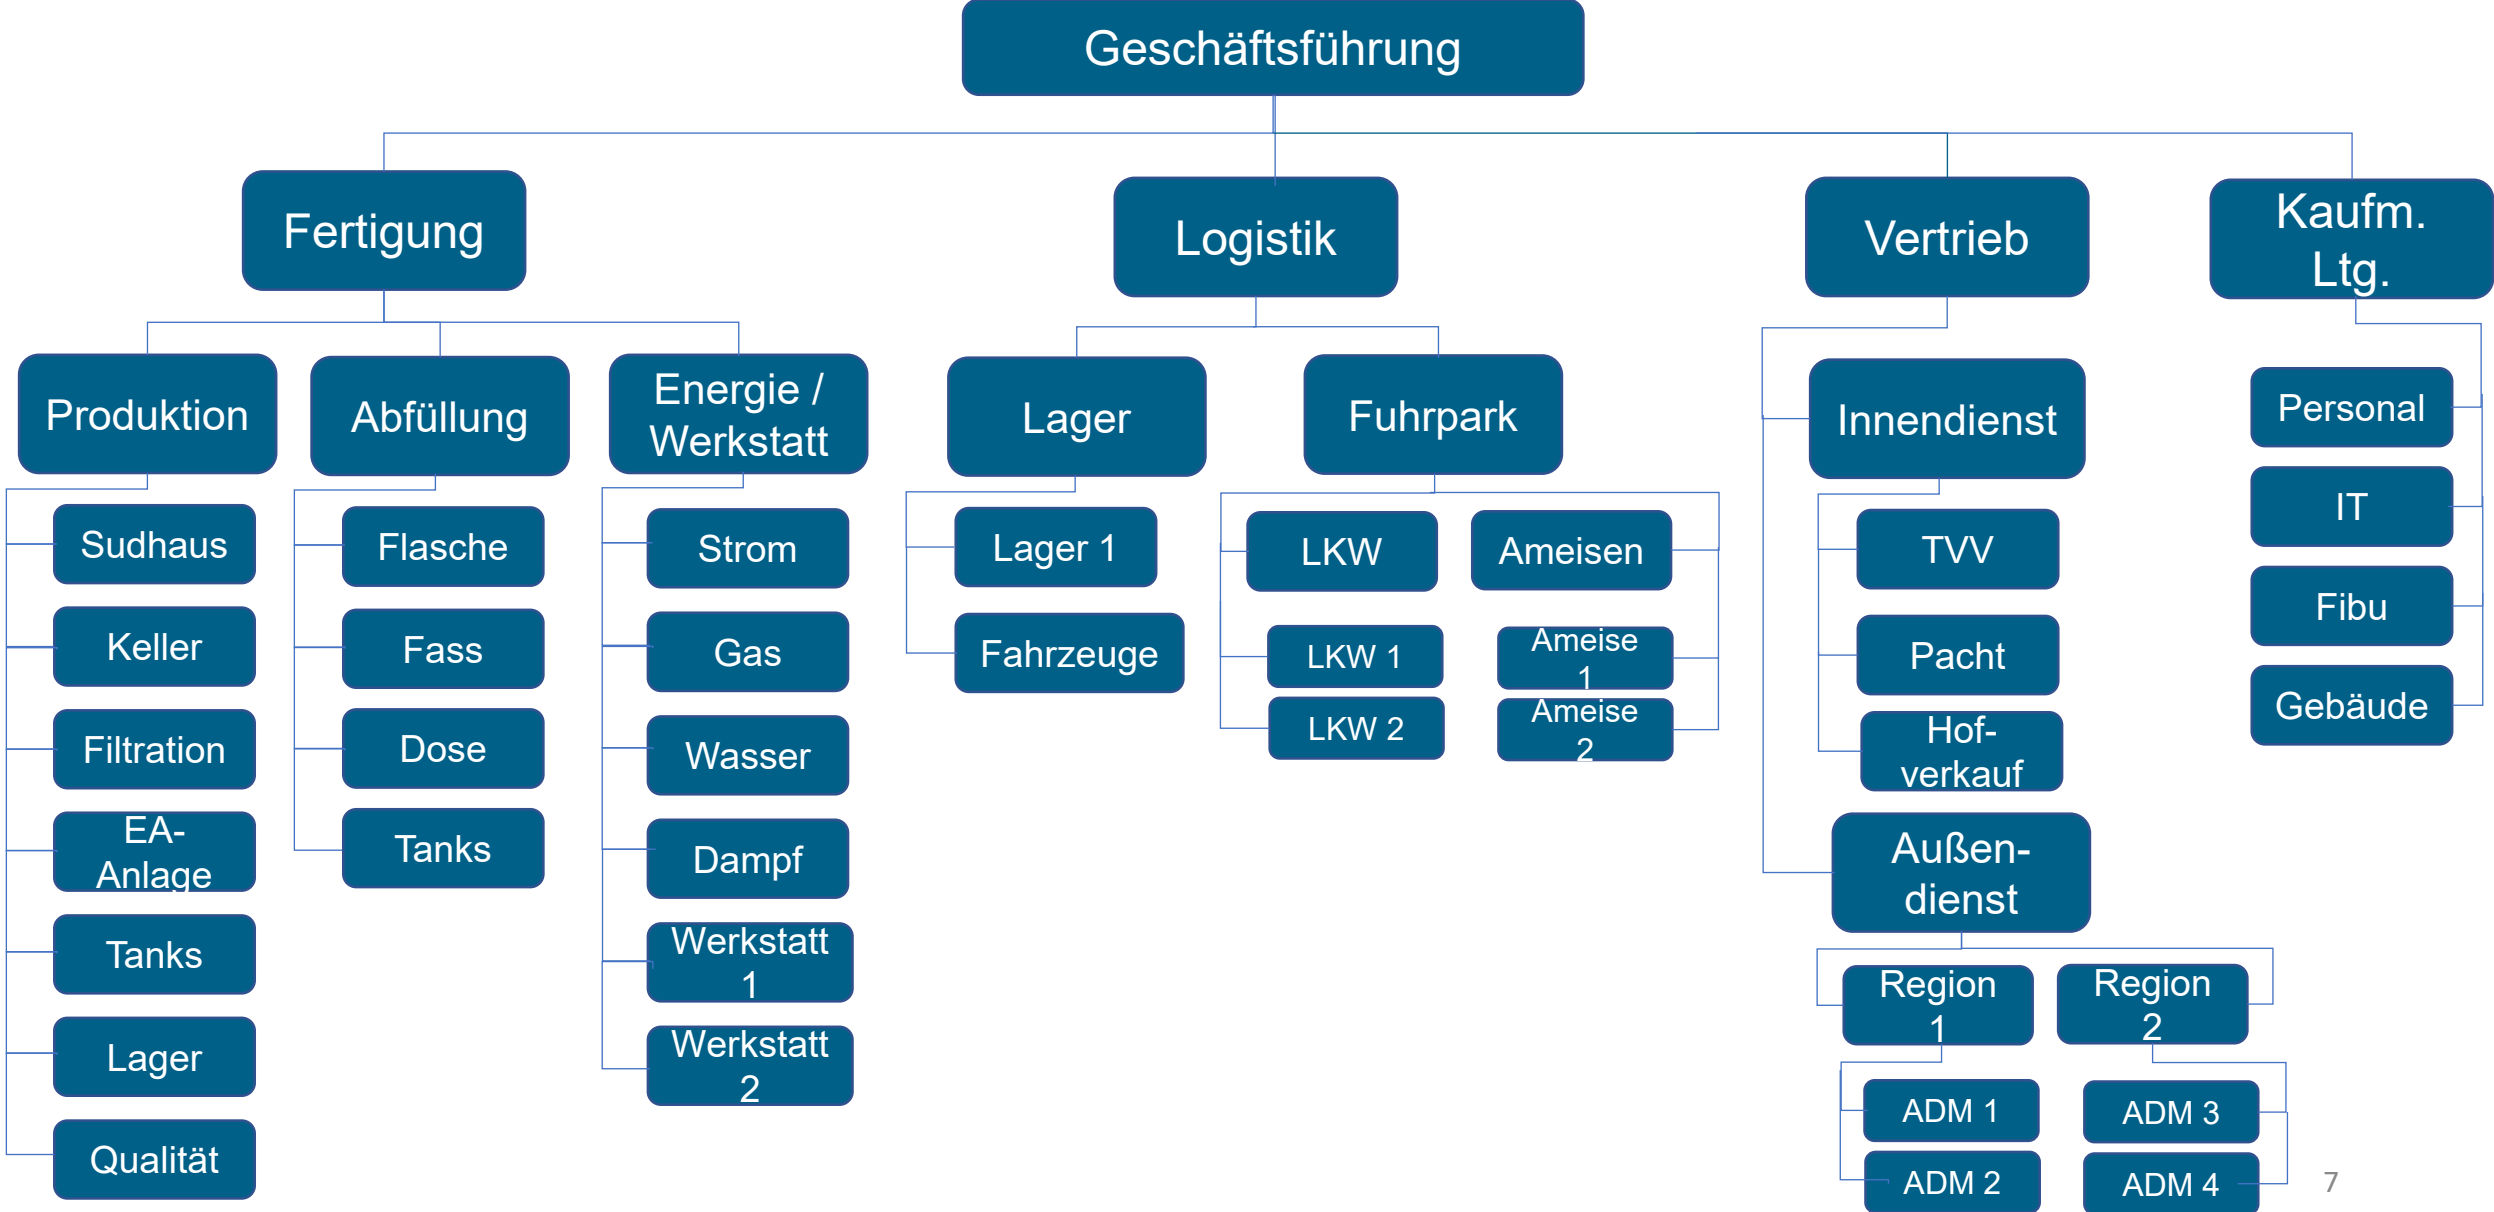 Geschäftsführung
Fertigung
Logistik
Vertrieb
Kaufm.
Ltg.
Produktion
Abfüllung
Energie /
Werkstatt
Lager
Fuhrpark
Innendienst
Personal
IT
Fibu
Gebäude
Sudhaus
Keller
Filtration
EA-
Anlage
Tanks
Lager
Qualität
Flasche
Fass
Dose
Tanks
Strom
Gas
Wasser
Dampf
Werkstatt
1
Werkstatt
2
Lager 1
Fahrzeuge
LKW
LKW 1
LKW 2
Ameisen
Ameise
1
Ameise
2
TVV
Pacht
Hof-
verkauf
Außen-
dienst
Region
1
Region
2
ADM 1
ADM 2
ADM 3
ADM 4
7